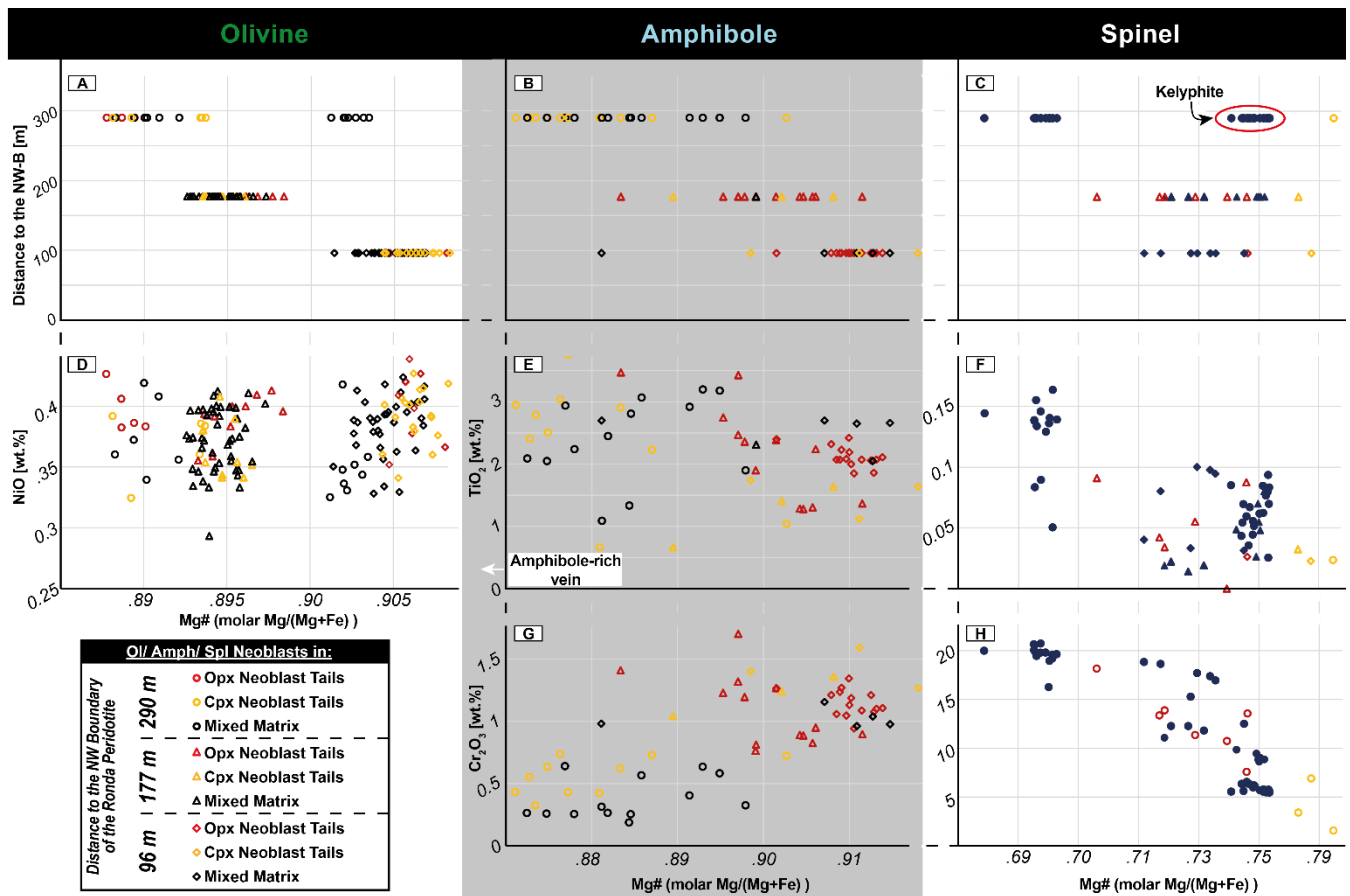 Olivine
Amphibole
Spinel
A
B
C
Kelyphite
Distance to the NW-B [m]
300
200
100
0
D
E
F
NiO [wt.%]
0.4
0.35
0.3
0.25
TiO2 [wt.%]
3
2
1
0
Amphibole-rich
vein
0.15
0.1
0.05
.89
.895
.90
.905
Mg# (molar Mg/(Mg+Fe) )
G
H
Cr2O3 [wt.%]
1.5
1
0.5
0
20
15
10
5
0
.88
.89
.90
.91
Mg# (molar Mg/(Mg+Fe) )
.69
.70
.71
.73
.75
.79
Mg# (molar Mg/(Mg+Fe) )
Ol/ Amph/ Spl Neoblasts in:
Distance to the NW Boundary
of the Ronda Peridotite
290 m
Opx Neoblast Tails
Cpx Neoblast Tails
Mixed Matrix
177 m
Opx Neoblast Tails
Cpx Neoblast Tails
Mixed Matrix
96 m
Opx Neoblast Tails
Cpx Neoblast Tails
Mixed Matrix